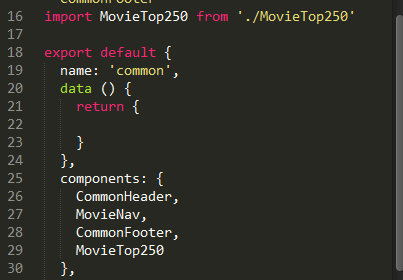 CommonFooter
16 import MovieTop250 from './MovieTop250'
17
18 export default {
19 name: 'common',
20 data () {
21 return {
22
23 }
24 },
25 components: {
26 CommonHeader,
27 MovieNav,
28 CommonFooter,
29 MovieTop250
30 },